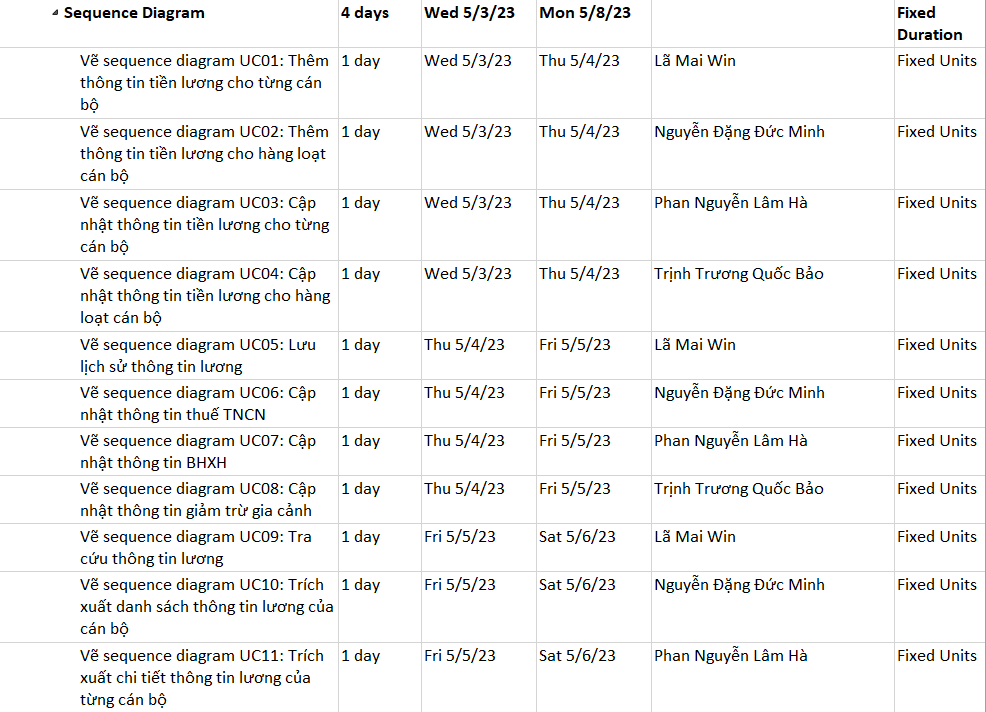 Sequence Diagram 4 days Wed 5/3/23 Mon 5/8/23 Fixed
Duration
Vẽ sequence diagram UC01: Thêm 1 day Wed 5/3/23 Thu 5/4/23 Lã Mai Win Fixed Units
thông tin tiền lương cho từng cán
bộ
Vẽ sequence diagram UC02: Thêm 1 day Wed 5/3/23 Thu 5/4/23 Nguyễn Đặng Đức Minh Fixed Units
thông tin tiền lương cho hàng loạt
cán bộ
Vẽ sequence diagram UC03: Cập 1 day Wed 5/3/23 Thu 5/4/23 Phan Nguyễn Lâm Hà Fixed Units
nhật thông tin tiền lương cho từng
cán bộ
Vẽ sequence diagram UC04: Cập 1 day Wed 5/3/23 Thu 5/4/23 Trịnh Trương Quốc Bảo Fixed Units
nhật thông tin tiền lương cho hàng
loạt cán bộ
Vẽ sequence diagram UC05: Lưu 1 day Thu 5/4/23 Fri 5/5/23 Lã Mai Win Fixed Units
lịch sử thông tin lương
Vẽ sequence diagram UC06: Cập 1 day Thu 5/4/23 Fri 5/5/23 Nguyễn Đặng Đức Minh Fixed Units
nhật thông tin thuế TNCN
Vẽ sequence diagram UC07: Cập 1 day Thu 5/4/23 Fri 5/5/23 Phan Nguyễn Lâm Hà Fixed Units
nhật thông tin BHXH
Vẽ sequence diagram UC08: Cập 1 day Thu 5/4/23 Fri 5/5/23 Trịnh Trương Quốc Bảo Fixed Units
nhật thông tin giảm trừ gia cảnh
Vẽ sequence diagram UC09: Tra 1 day Fri 5/5/23 Sat 5/6/23 Lã Mai Win Fixed Units
cứu thông tin lương
Vẽ sequence diagram UC10: Trích 1 day Fri 5/5/23 Sat 5/6/23 Nguyễn Đặng Đức Minh Fixed Units
xuất danh sách thông tin lương của
cán bộ
Vẽ sequence diagram UC11: Trích 1 day Fri 5/5/23 Sat 5/6/23 Phan Nguyễn Lâm Hà Fixed Units
xuất chi tiết thông tin lương của
từng cán bộ